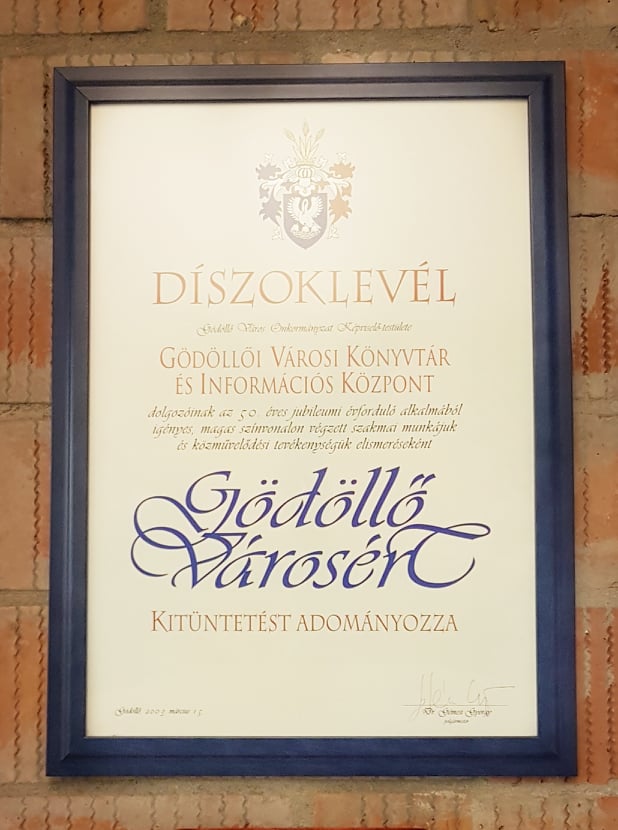 DÍSZOKLEVÉL
Gödöllő Város Önkormányzat Képviselő-testülete
GÖDÖLLŐI VÁROSI KÖNYVTÁR
ÉS INFORMÁCIÓS KÖZPONT
dolgozóinak az 50. éves jubileumi évforduló alkalmából
igényes, magas színvonalon végzett szakmai munkájuk
és közművelődési tevékenységük elismeréseként
Gödöllő
Városért
KITÜNTETÉST ADOMÁNYOZZA
Gödöllő, 2003. március 15.
Dr. Gémesi György
polgármester